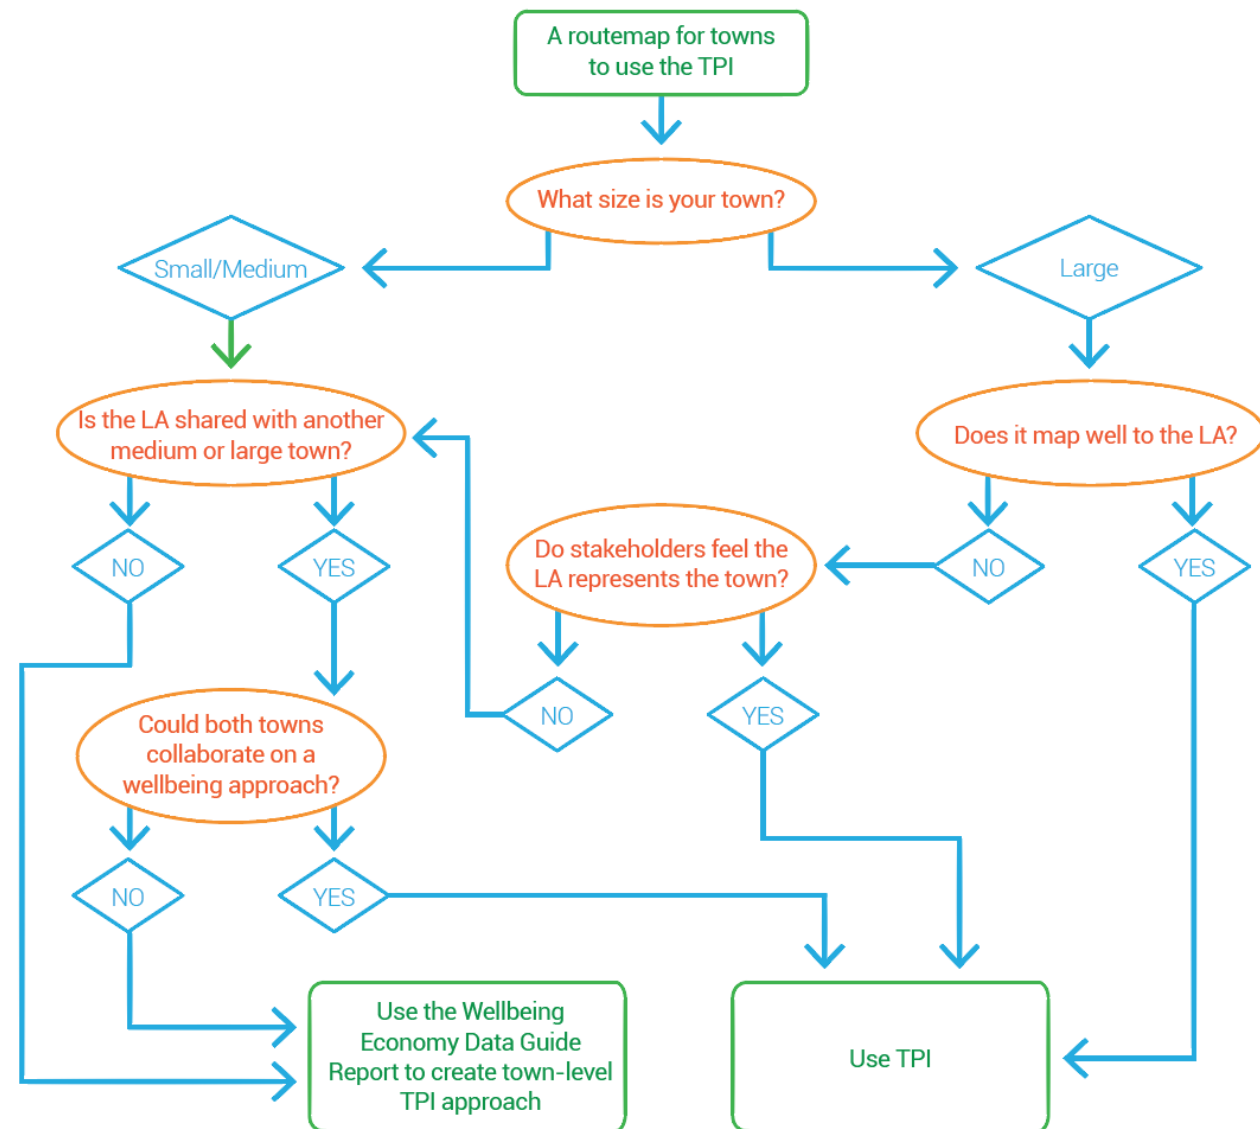 A routemap for towns
to use the TPI
What size is your town?
Small/Medium
Large
Is the LA shared with another
medium or large town?
Does it map well to the LA?
Do stakeholders feel the
LA represents the town?
NO
YES
NO
YES
NO
YES
Could both towns
collaborate on a
wellbeing approach?
NO
YES
Use the Wellbeing
Economy Data Guide
Report to create town-level
TPI approach
Use TPI